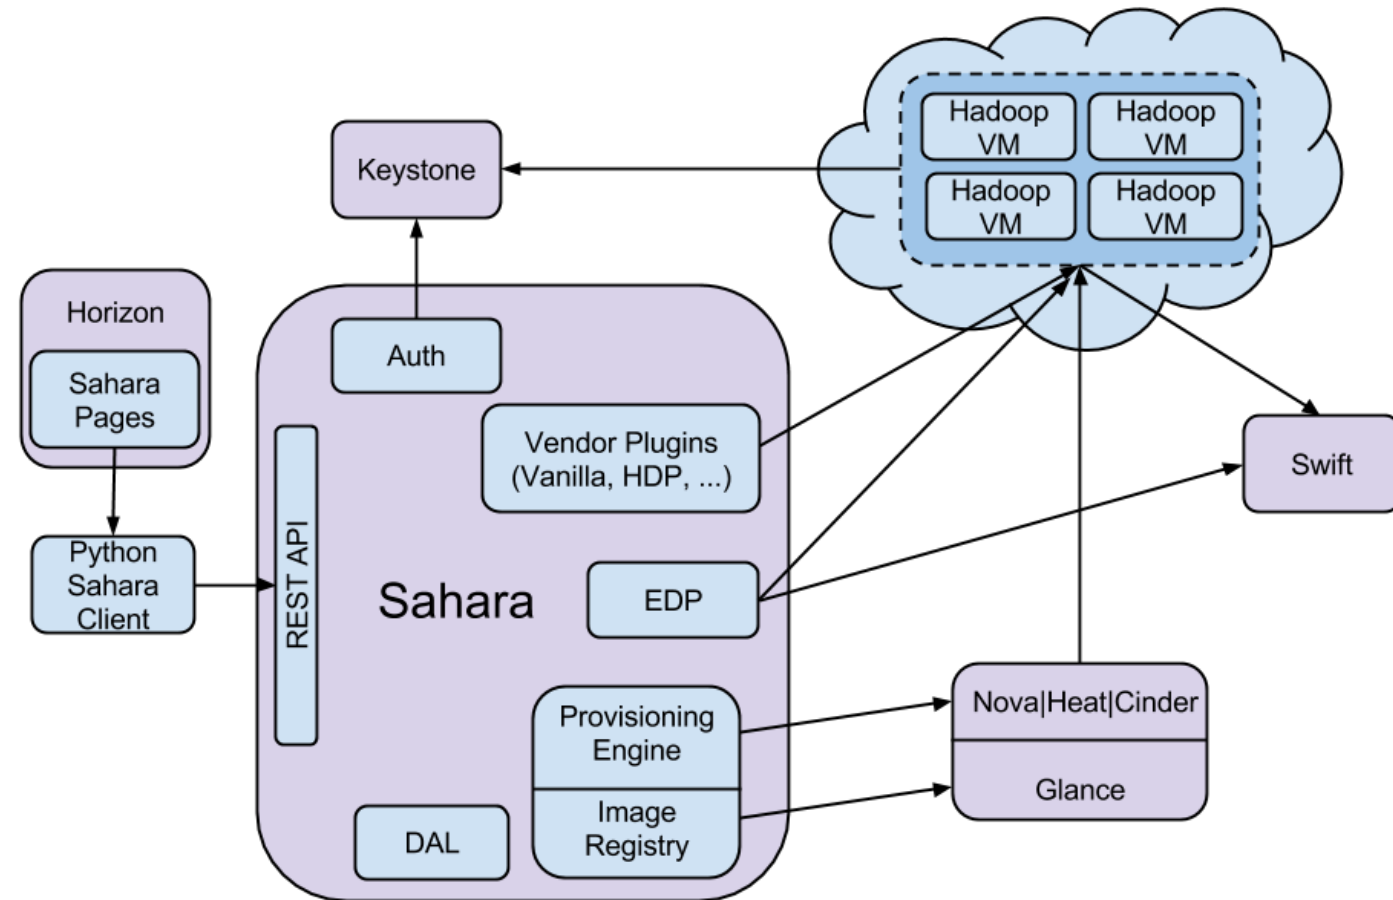 Hadoop
VM
Hadoop
VM
Hadoop
VM
Hadoop
VM
Keystone
Horizon
Sahara
Pages
Auth
Vendor Plugins
(Vanilla, HDP, ...)
Swift
Python
Sahara
Client
REST API
Sahara
EDP
Provisioning
Engine
Image
Registry
DAL
Nova|Heat|Cinder
Glance